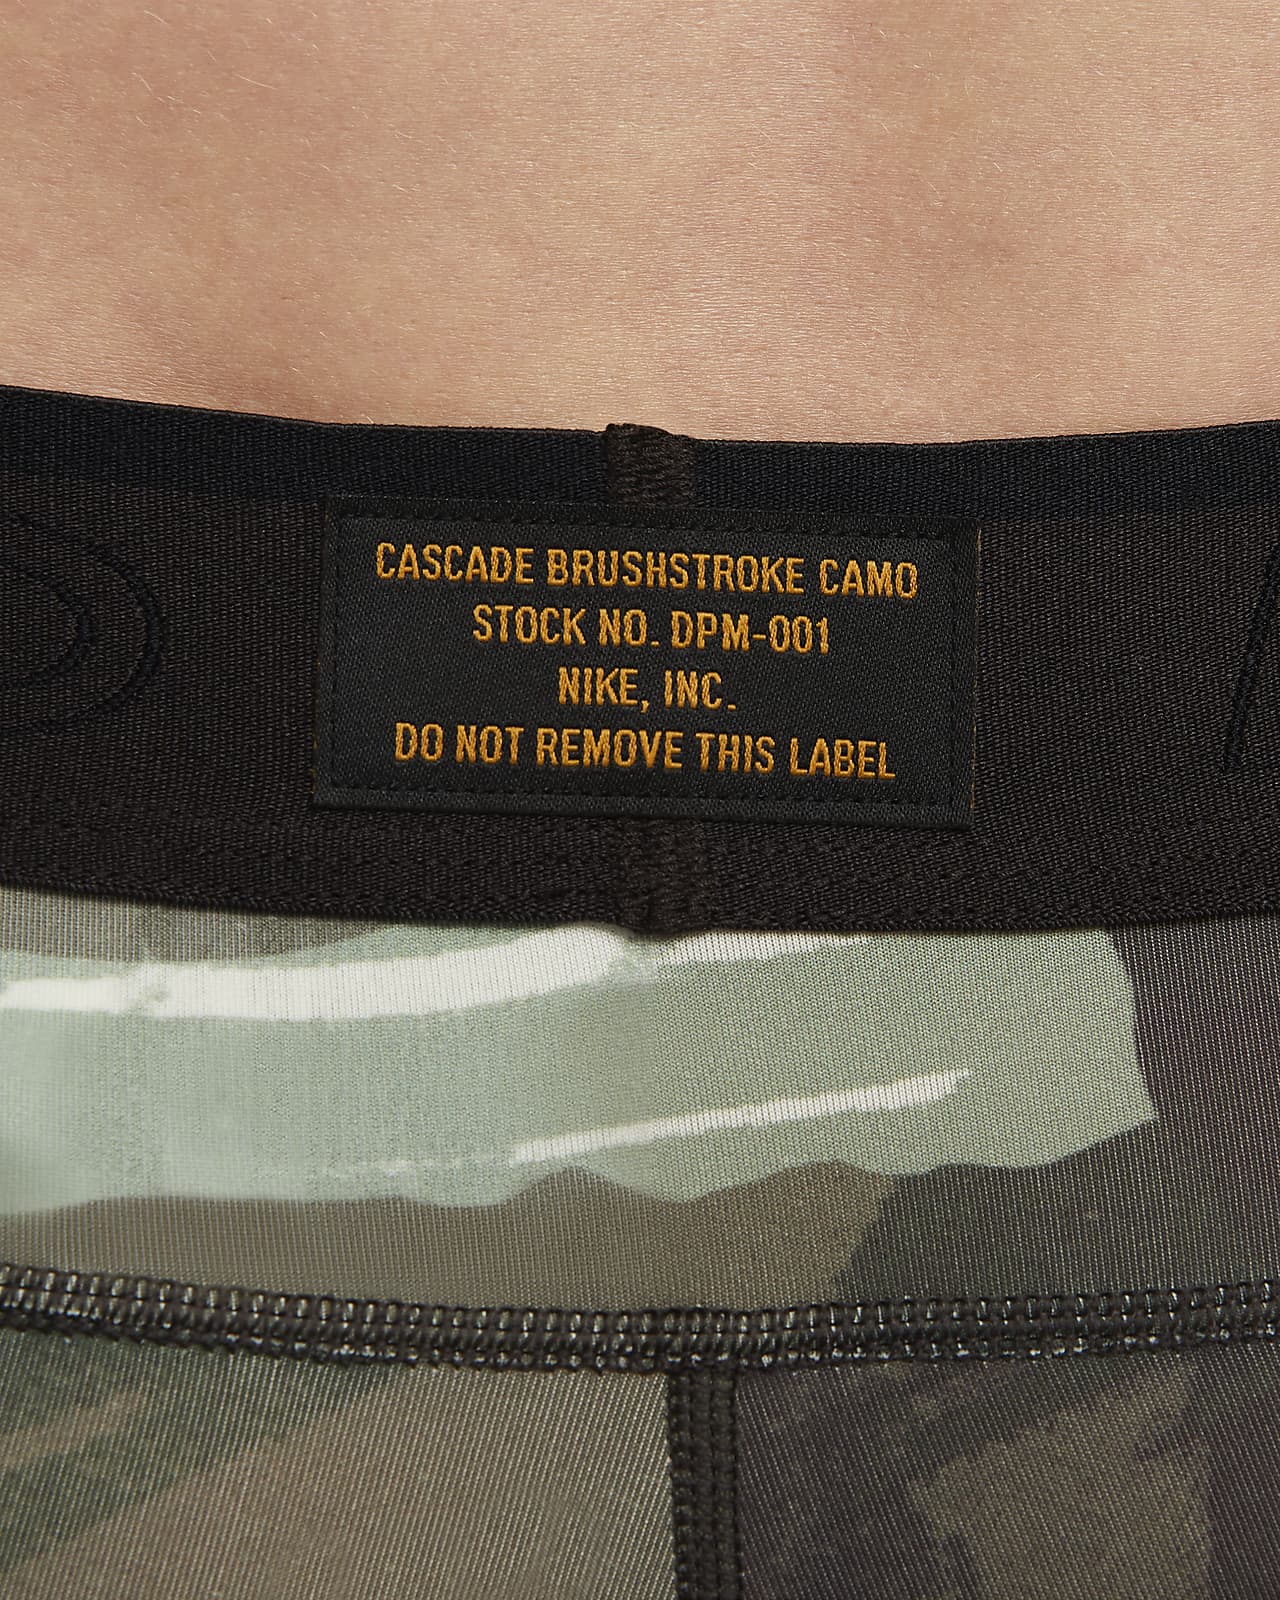 CASCADE BRUSHSTROKE CAMO
STOCK NO. DPM-001
NIKE, INC.
DO NOT REMOVE THIS LABEL